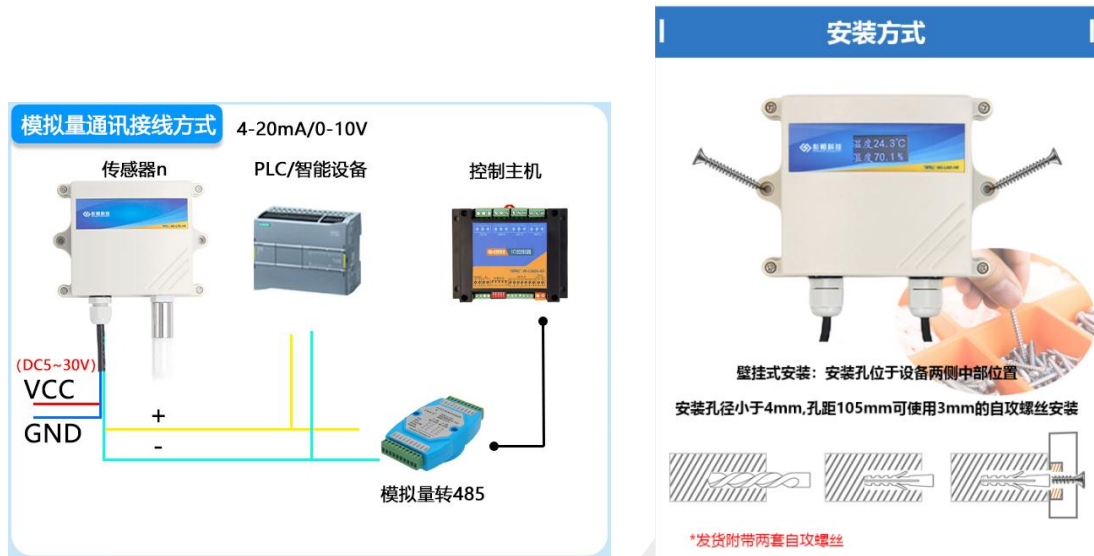 模拟量通讯接线方式
4-20mA/0-10V
传感器n
PLC/智能设备
控制主机
(DC5~30V)
VCC
GND
+
-
模拟量转485
安装方式
温度24.3℃
湿度70.1%
壁挂式安装：安装孔位于设备两侧中部位置
安装孔径小于4mm,孔距105mm可使用3mm的自攻螺丝安装
*发货附带两套自攻螺丝